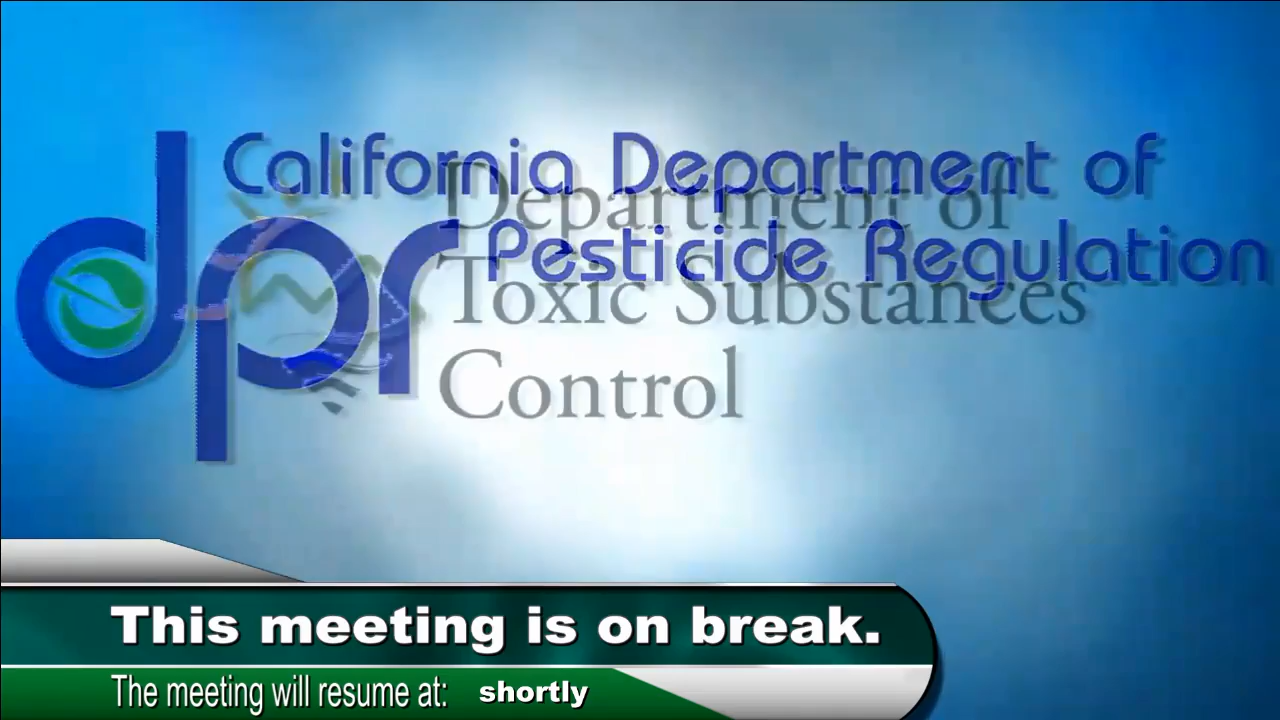 dpr
California Department of
Pesticide Regulation
Department of
Toxic Substances
Control
This meeting is on break.
The meeting will resume at: shortly